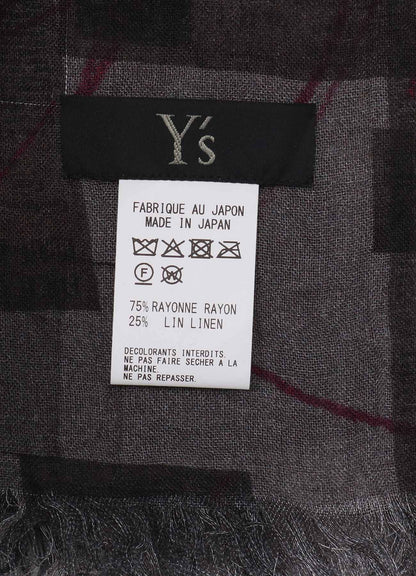 Y's
FABRIQUE AU JAPON
MADE IN JAPAN
F W
75% RAYONNE RAYON
25% LIN LINEN
DECOLORANTS INTERDITS.
NE PAS FAIRE SECHER A LA
MACHINE.
NE PAS REPASSER.